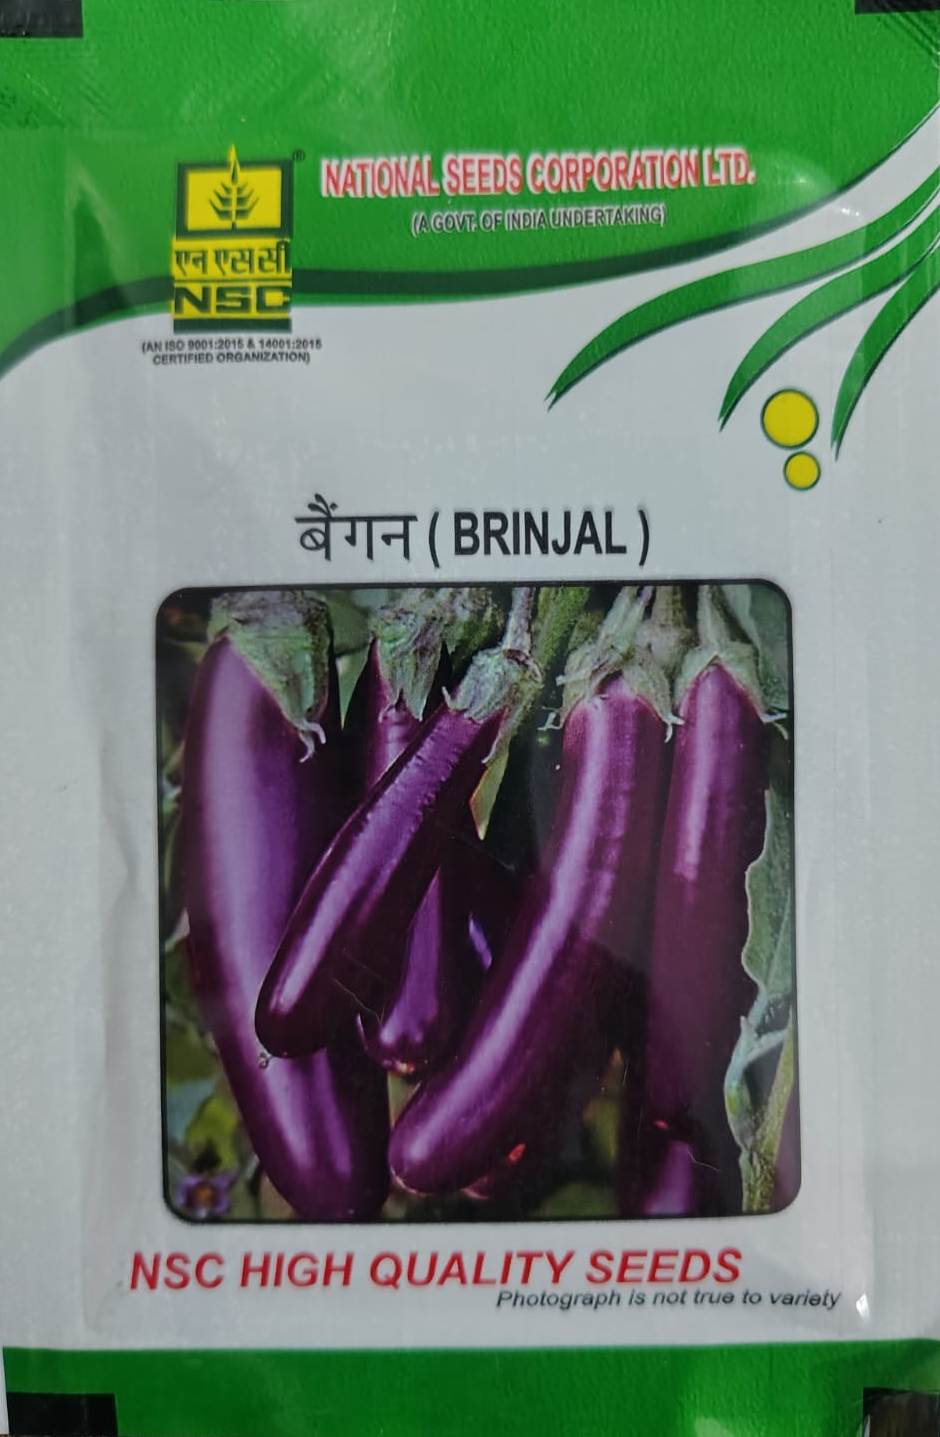 ®
NATIONAL SEEDS CORPORATION LTD.
(A GOVT. OF INDIA UNDERTAKING)
एन एस सी
NSC
(AN ISO 9001:2015 & 14001:2015
CERTIFIED ORGANIZATION)
बैंगन ( BRINJAL )
NSC HIGH QUALITY SEEDS
Photograph is not true to variety